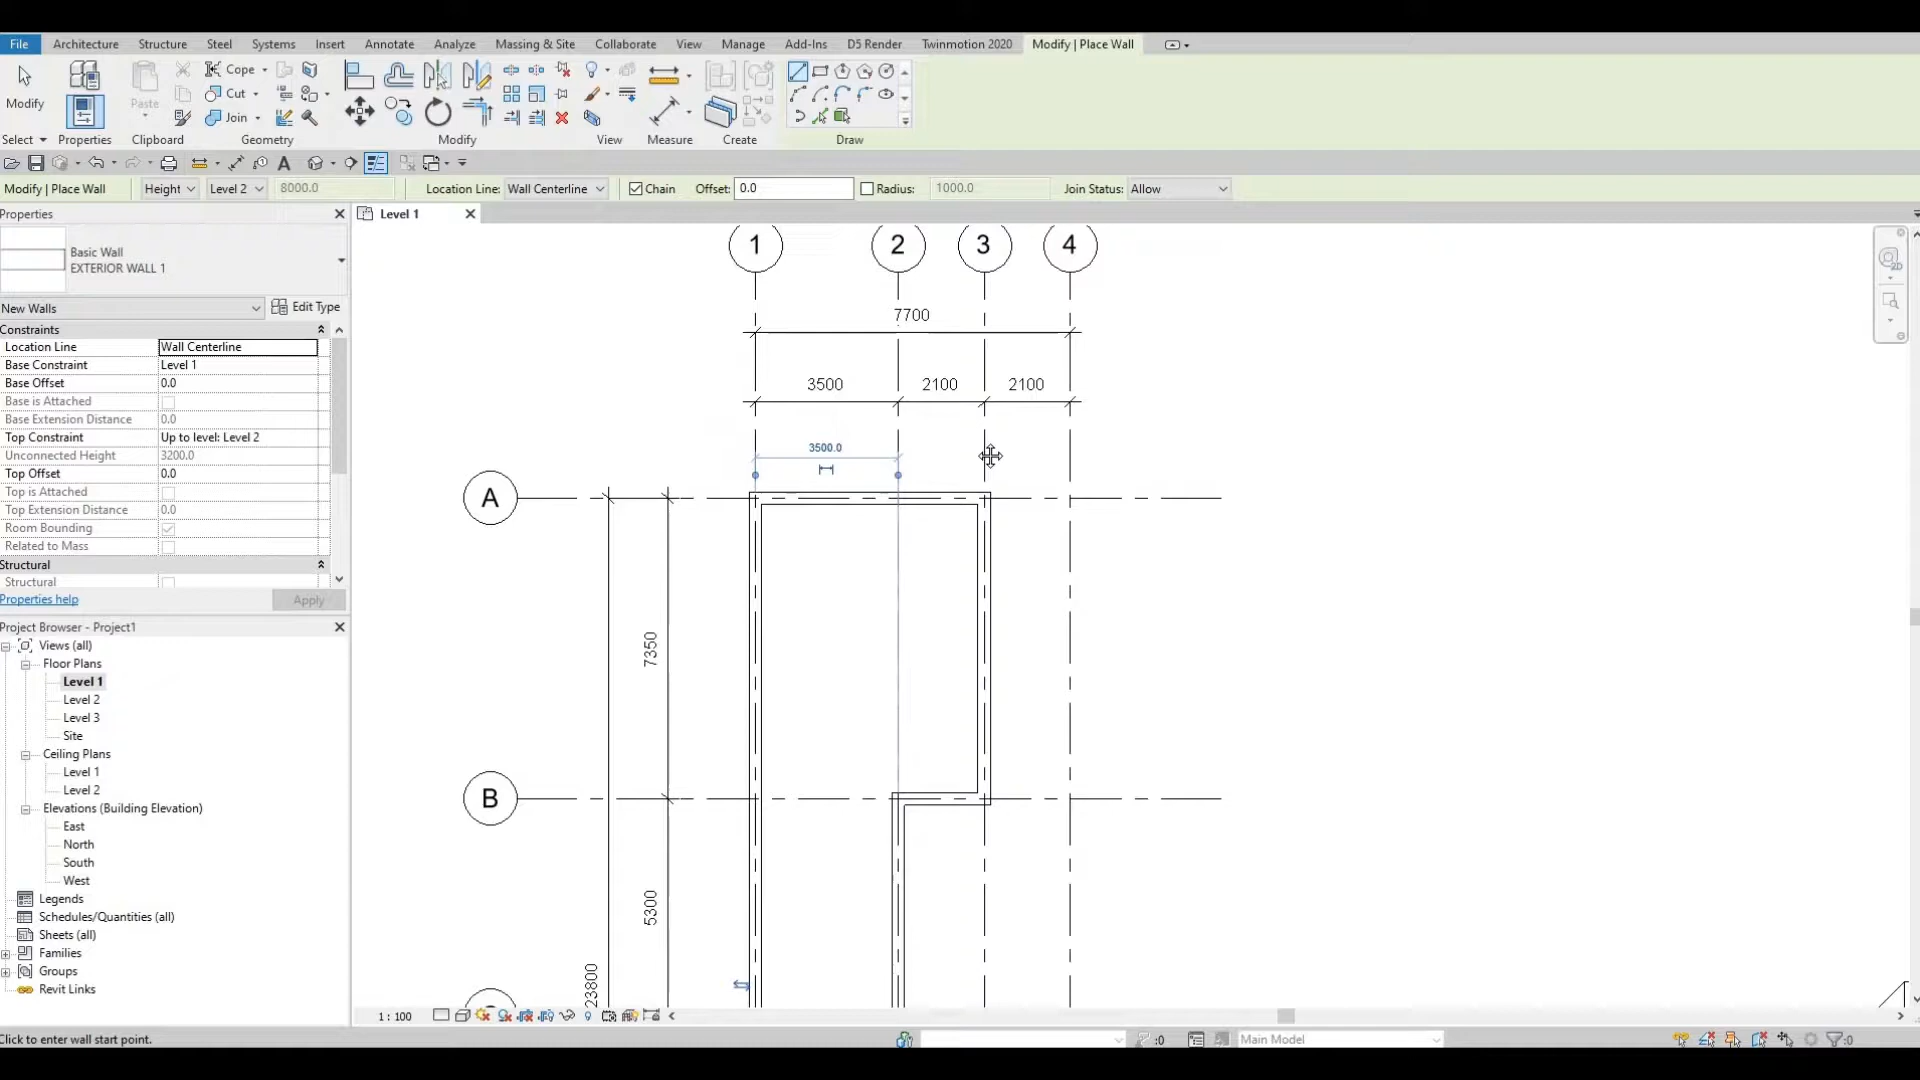 File Architecture Structure Steel Systems Insert Annotate Analyze Massing & Site Collaborate View Manage Add-Ins D5 Render Twinmotion 2020 Modify | Place Wall
Cope
Cut
Join
Modify
Paste
Select Properties Clipboard Geometry Modify View Measure Create Draw
Modify | Place Wall Height Level 2 8000.0 Location Line: Wall Centerline Chain Offset: 0.0 Radius: 1000.0 Join Status: Allow
Properties
Level 1
Basic Wall
EXTERIOR WALL 1
New Walls Edit Type
Constraints
Location Line Wall Centerline
Base Constraint Level 1
Base Offset 0.0
Base is Attached
Base Extension Distance 0.0
Top Constraint Up to level: Level 2
Unconnected Height 3200.0
Top Offset 0.0
Top is Attached
Top Extension Distance 0.0
Room Bounding
Related to Mass
Structural
Structural
Properties help Apply
Project Browser - Project1
Views (all)
Floor Plans
Level 1
Level 2
Level 3
Site
Ceiling Plans
Level 1
Level 2
Elevations (Building Elevation)
East
North
South
West
Legends
Schedules/Quantities (all)
Sheets (all)
Families
Groups
Revit Links
1 2 3 4
7700
3500 2100 2100
3500.0
A
7350
B
5300
23800
2D
1 : 100
Click to enter wall start point.
:0
Main Model
:0